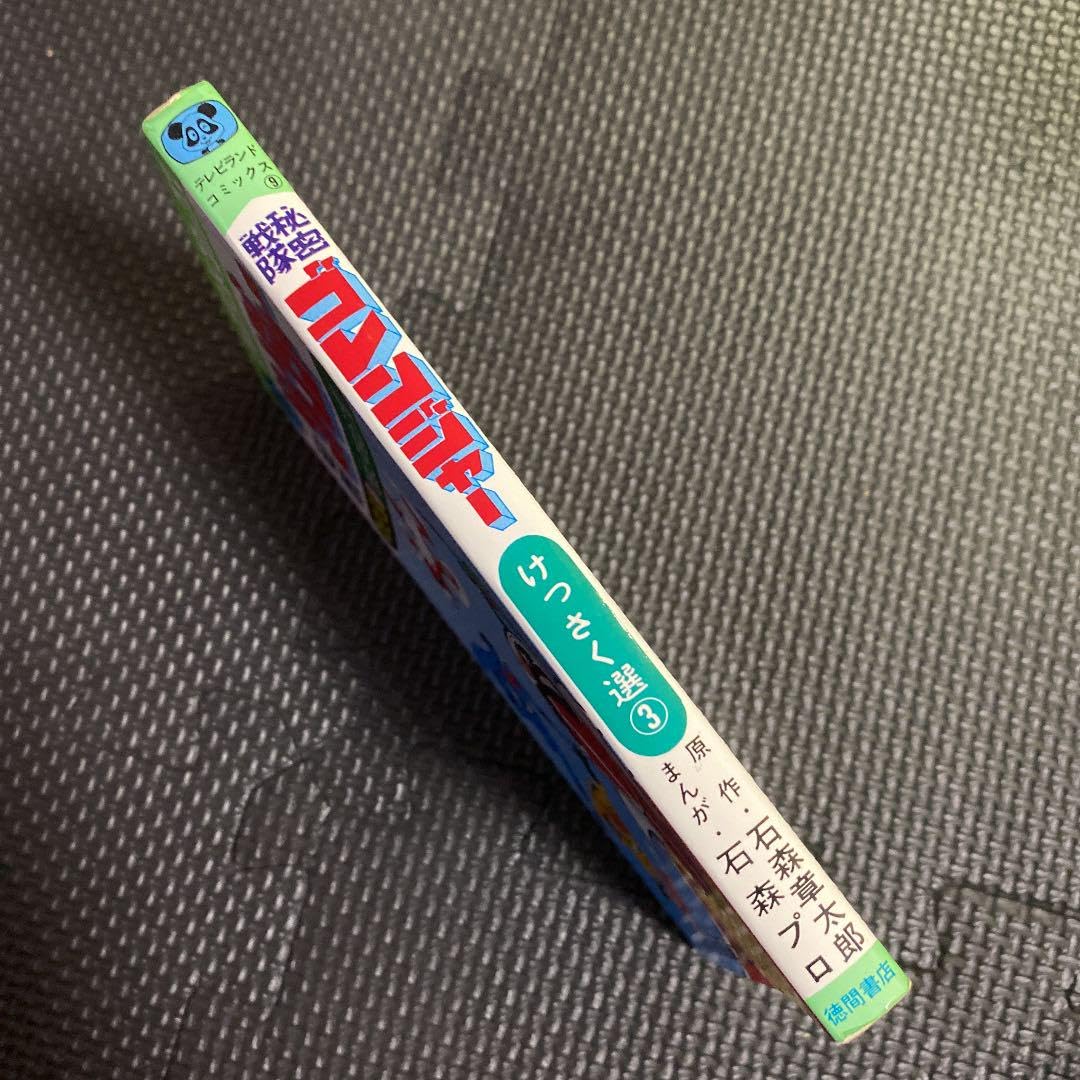 テレビランド
コミックス⑨
秘密
戦隊
ゴレンジャー
けっさく選③
原作・石森章太郎
まんが・石森プロ
徳間書店